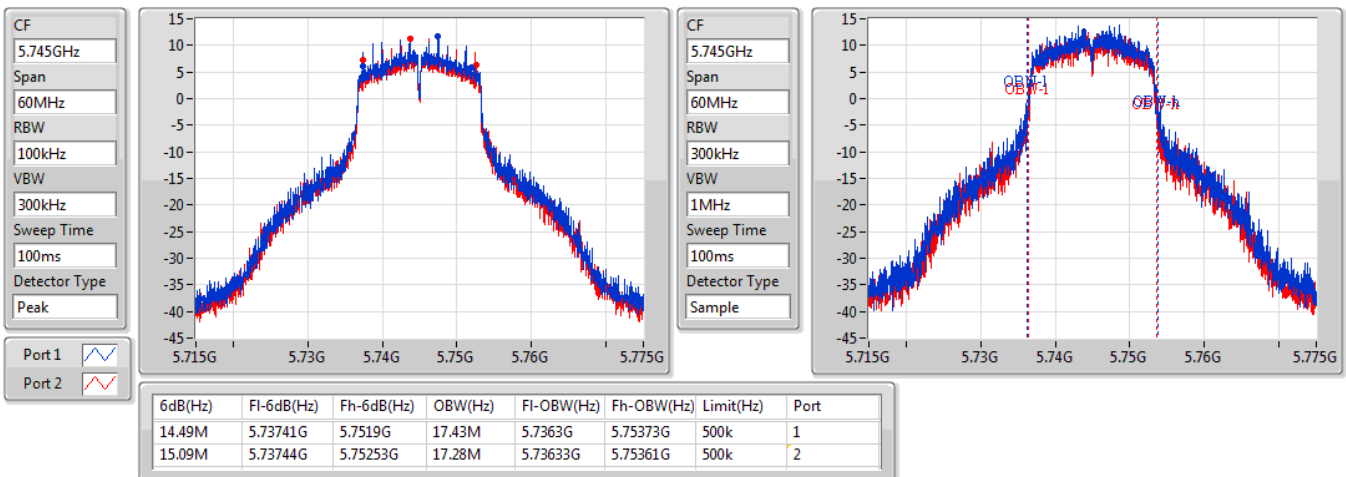 CF
5.745GHz
Span
60MHz
RBW
100kHz
VBW
300kHz
Sweep Time
100ms
Detector Type
Peak
Port 1
Port 2
15
10
5
0
-5
-10
-15
-20
-25
-30
-35
-40
-45
5.715G 5.73G 5.74G 5.75G 5.76G 5.775G
CF
5.745GHz
Span
60MHz
RBW
300kHz
VBW
1MHz
Sweep Time
100ms
Detector Type
Sample
15
10
5
0
-5
-10
-15
-20
-25
-30
-35
-40
-45
OBW-l
OBW-l
OBW-h
OBW-h
5.715G 5.73G 5.74G 5.75G 5.76G 5.775G
6dB(Hz) Fl-6dB(Hz) Fh-6dB(Hz) OBW(Hz) Fl-OBW(Hz) Fh-OBW(Hz) Limit(Hz) Port
14.49M 5.73741G 5.7519G 17.43M 5.7363G 5.75373G 500k 1
15.09M 5.73744G 5.75253G 17.28M 5.73633G 5.75361G 500k 2